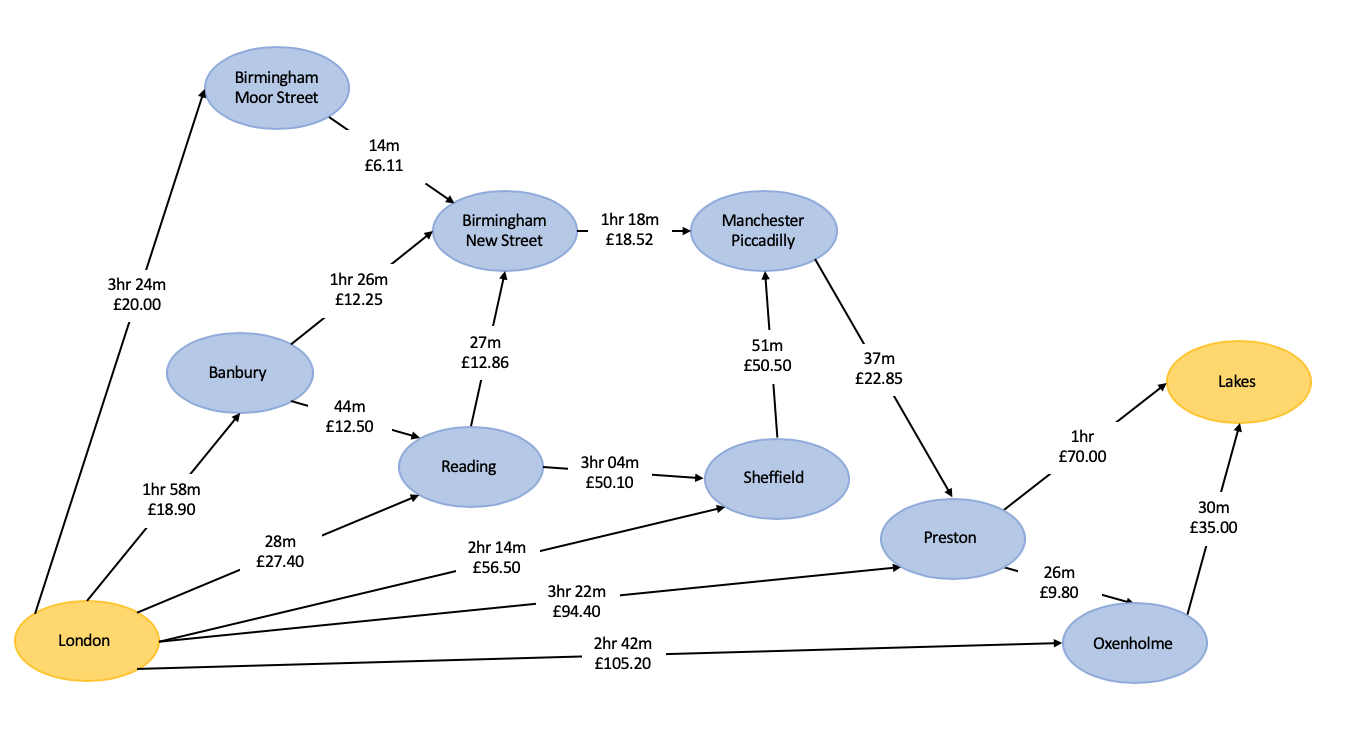 Birmingham
Moor Street
14m
£6.11
Birmingham
New Street
1hr 18m
£18.52
Manchester
Piccadilly
3hr 24m
£20.00
1hr 26m
£12.25
Banbury
27m
£12.86
51m
£50.50
37m
£22.85
Lakes
44m
£12.50
1hr
£70.00
Reading
3hr 04m
£50.10
Sheffield
1hr 58m
£18.90
30m
£35.00
28m
£27.40
2hr 14m
£56.50
Preston
3hr 22m
£94.40
26m
£9.80
London
2hr 42m
£105.20
Oxenholme